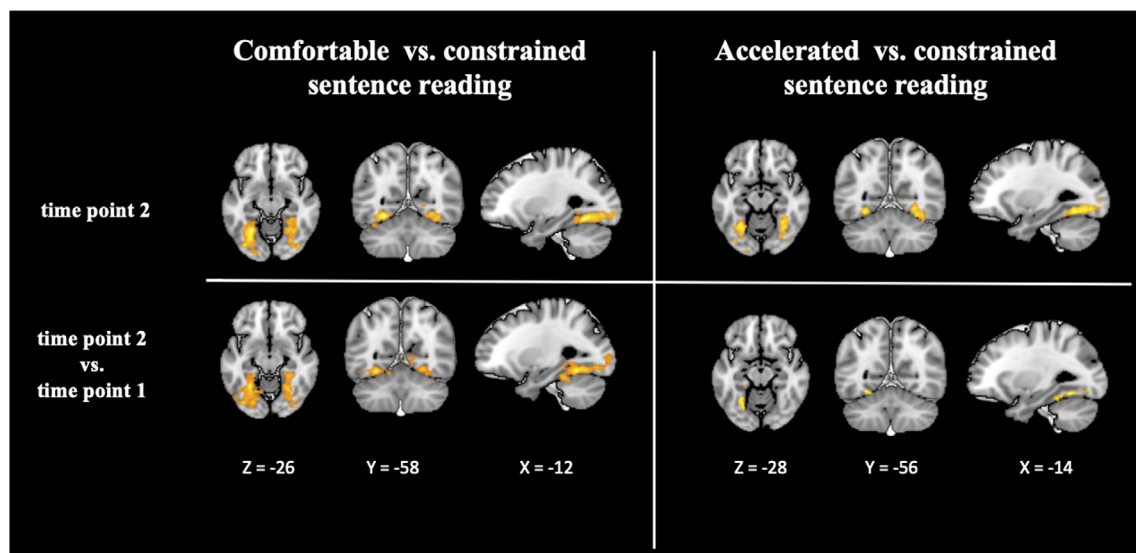 Comfortable vs. constrained
sentence reading
Accelerated vs. constrained
sentence reading
time point 2
time point 2
vs.
time point 1
Z = -26
Y = -58
X = -12
Z = -28
Y = -56
X = -14